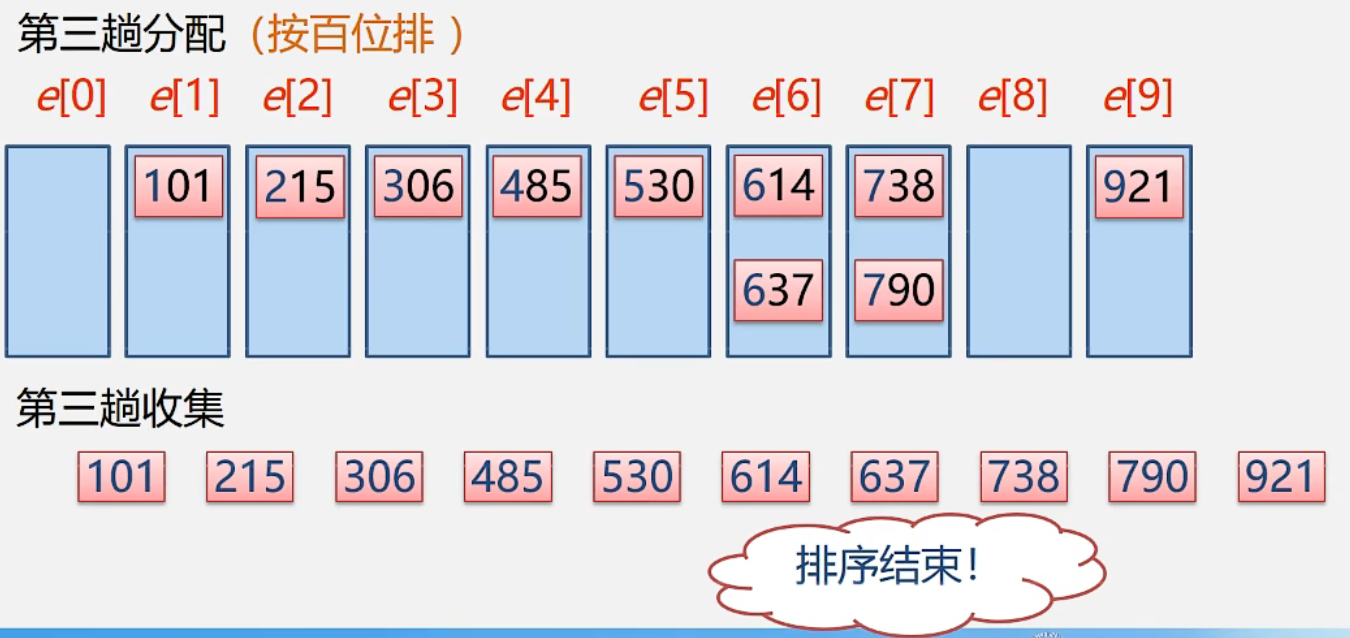 第三趟分配（按百位排 ）
e[0] e[1] e[2] e[3] e[4] e[5] e[6] e[7] e[8] e[9]
101 215 306 485 530 614 738 921
637 790
第三趟收集
101 215 306 485 530 614 637 738 790 921
排序结束！